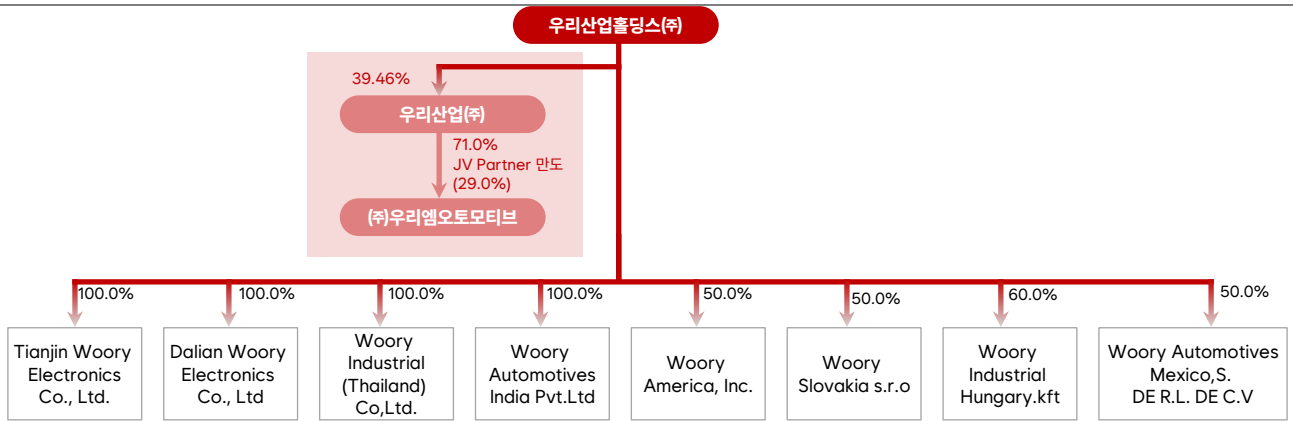 우리산업홀딩스(주)
39.46%
우리산업(주)
71.0%
JV Partner 만도
(29.0%)
(주)우리엠오토모티브
100.0%
100.0%
100.0%
100.0%
50.0%
50.0%
60.0%
50.0%
Tianjin Woory
Electronics
Co., Ltd.
Dalian Woory
Electronics
Co., Ltd
Woory
Industrial
(Thailand)
Co,Ltd.
Woory
Automotives
India Pvt.Ltd
Woory
America, Inc.
Woory
Slovakia s.r.o
Woory
Industrial
Hungary.kft
Woory Automotives
Mexico,S.
DE R.L. DE C.V